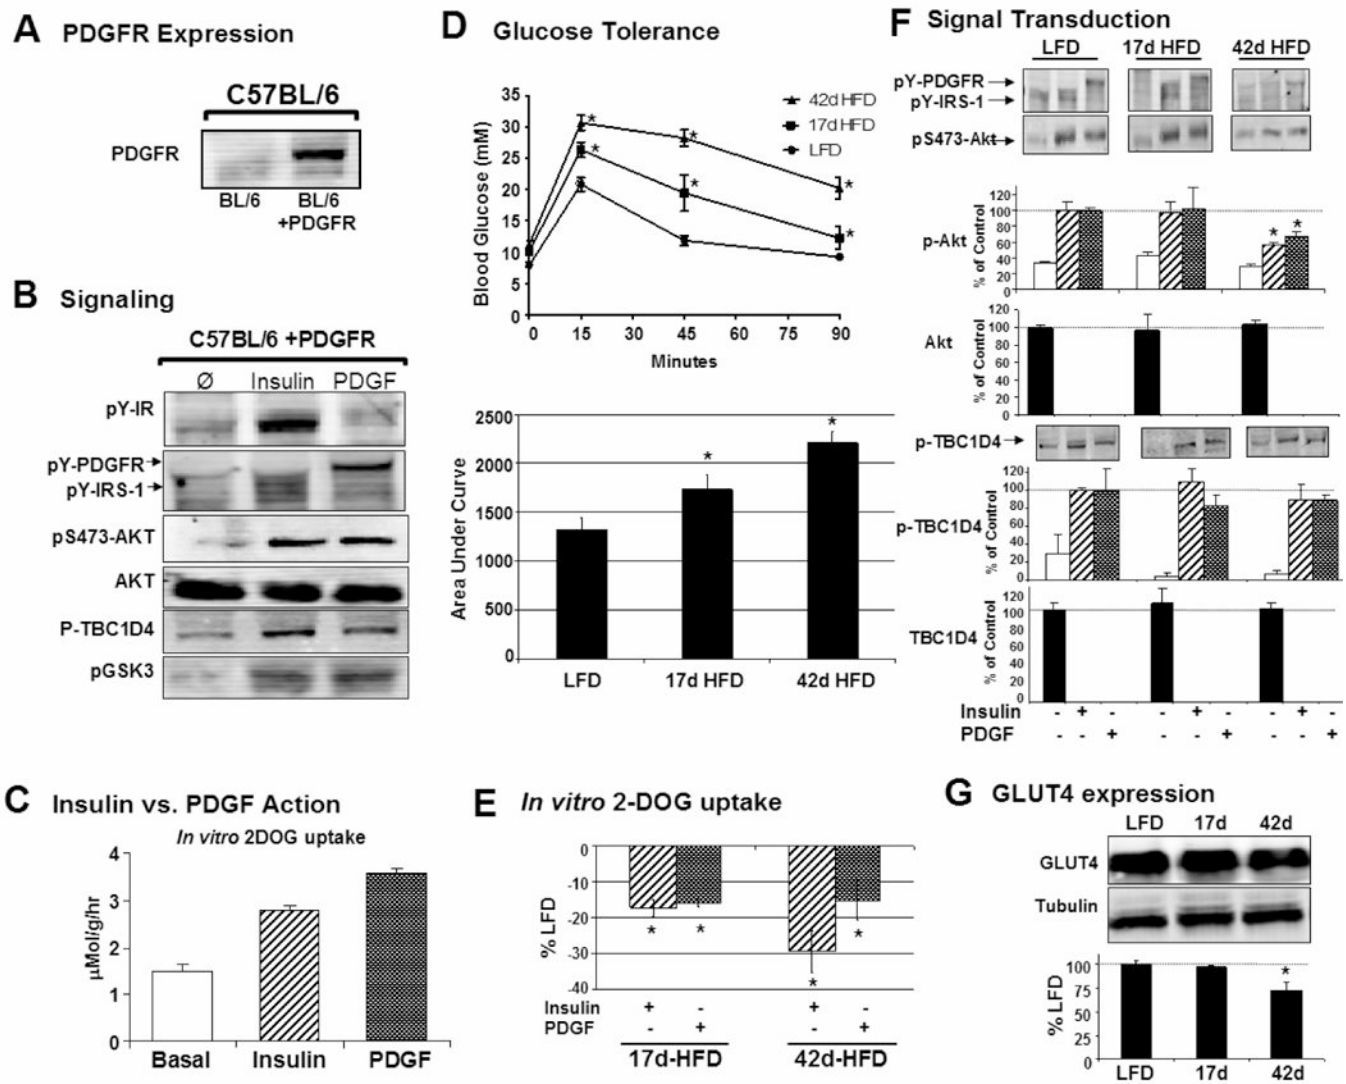 A PDGFR Expression
C57BL/6
PDGFR
BL/6 BL/6
+PDGFR
B Signaling
C57BL/6 +PDGFR
Ø Insulin PDGF
pY-IR
pY-PDGFR
pY-IRS-1
pS473-AKT
AKT
P-TBC1D4
pGSK3
C Insulin vs. PDGF Action
In vitro 2DOG uptake
4
3
2
1
0
µMol/g/hr
Basal Insulin PDGF
D Glucose Tolerance
35
30
25
20
15
10
5
0
Blood Glucose (mM)
42d HFD
17d HFD
LFD
* * *
* * *
0 15 30 45 60 75 90
Minutes
2500
2000
1500
1000
500
0
Area Under Curve
* *
LFD 17d HFD 42d HFD
E In vitro 2-DOG uptake
0
-10
-20
-30
-40
% LFD
* * * *
Insulin + - + -
PDGF - + - +
17d-HFD 42d-HFD
F Signal Transduction
LFD 17d HFD 42d HFD
pY-PDGFR
pY-IRS-1
pS473-Akt
p-Akt
% of Control
120
100
80
60
40
20
0
* *
Akt
% of Control
120
100
80
60
40
20
0
p-TBC1D4
p-TBC1D4
% of Control
120
100
80
60
40
20
0
TBC1D4
% of Control
120
100
80
60
40
20
0
Insulin - + - - + - - + -
PDGF - - + - - + - - +
G GLUT4 expression
LFD 17d 42d
GLUT4
Tubulin
100
75
50
25
0
% LFD
*
LFD 17d 42d